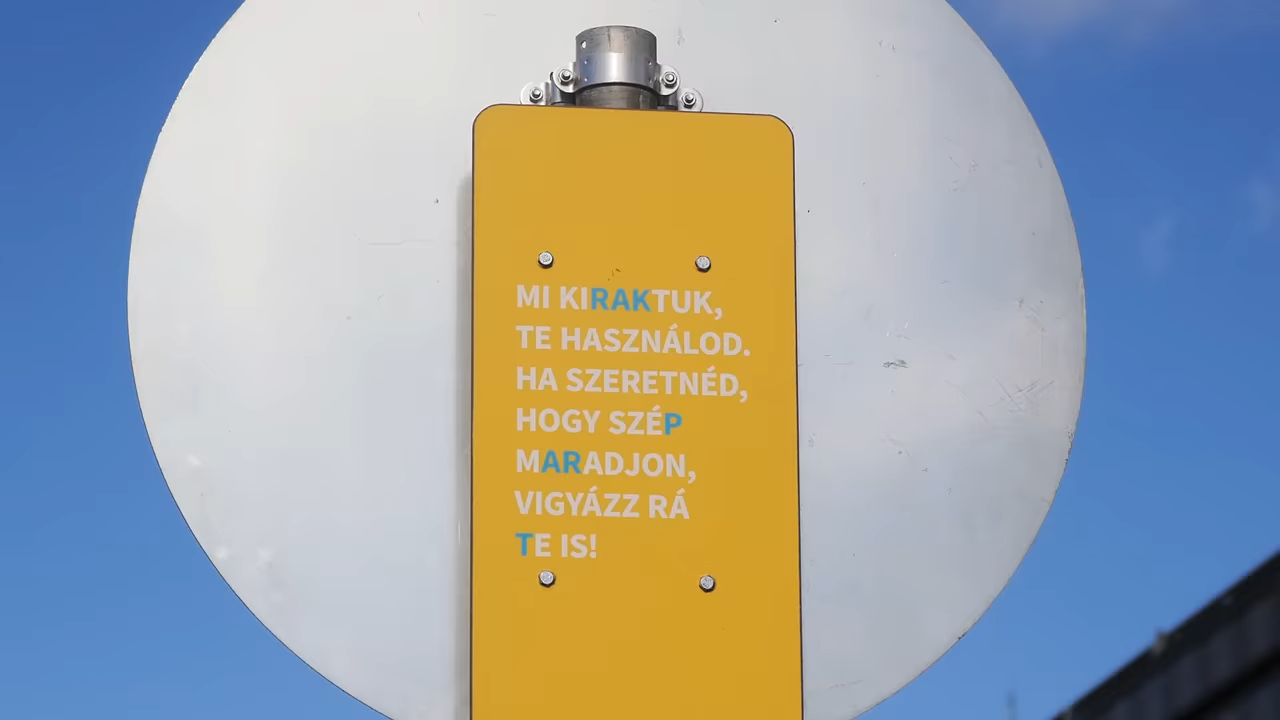 MI KIRAKTUK,
TE HASZNÁLOD.
HA SZERETNÉD,
HOGY SZÉP
MARADJON,
VIGYÁZZ RÁ
TE IS!